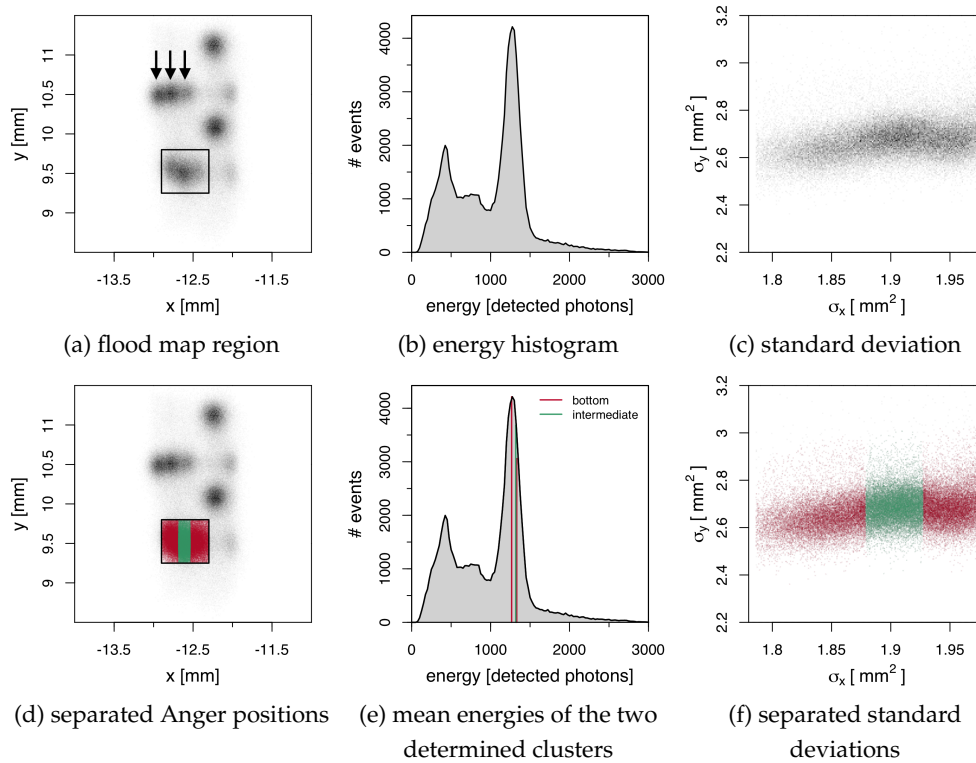 11
10.5
10
9.5
9
y [mm]
-13.5 -12.5 -11.5
x [mm]
(a) flood map region
4000
3000
2000
1000
0
# events
0 1000 2000 3000
energy [detected photons]
(b) energy histogram
3.2
3
2.8
2.6
2.4
2.2
σy [ mm² ]
1.8 1.85 1.9 1.95
σx [ mm² ]
(c) standard deviation
11
10.5
10
9.5
9
y [mm]
-13.5 -12.5 -11.5
x [mm]
(d) separated Anger positions
4000
3000
2000
1000
0
# events
bottom
intermediate
0 1000 2000 3000
energy [detected photons]
(e) mean energies of the two
determined clusters
3.2
3
2.8
2.6
2.4
2.2
σy [ mm² ]
1.8 1.85 1.9 1.95
σx [ mm² ]
(f) separated standard
deviations